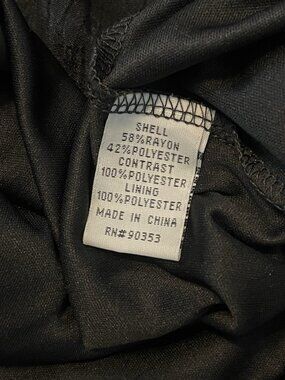 SHELL
58%RAYON
42%POLYESTER
CONTRAST
100%POLYESTER
LINING
100%POLYESTER
MADE IN CHINA
RN#90353